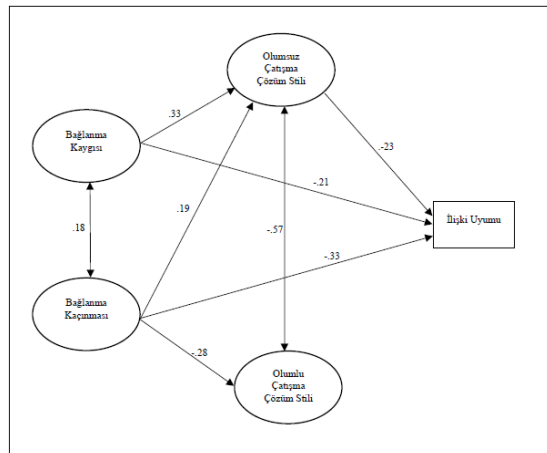 Olumsuz
Çatışma
Çözüm Stili
.33
.-23
Bağlanma
Kaygısı
-.21
.19
İlişki Uyumu
.18
-.57
-.33
Bağlanma
Kaçınması
-.28
Olumlu
Çatışma
Çözüm Stili